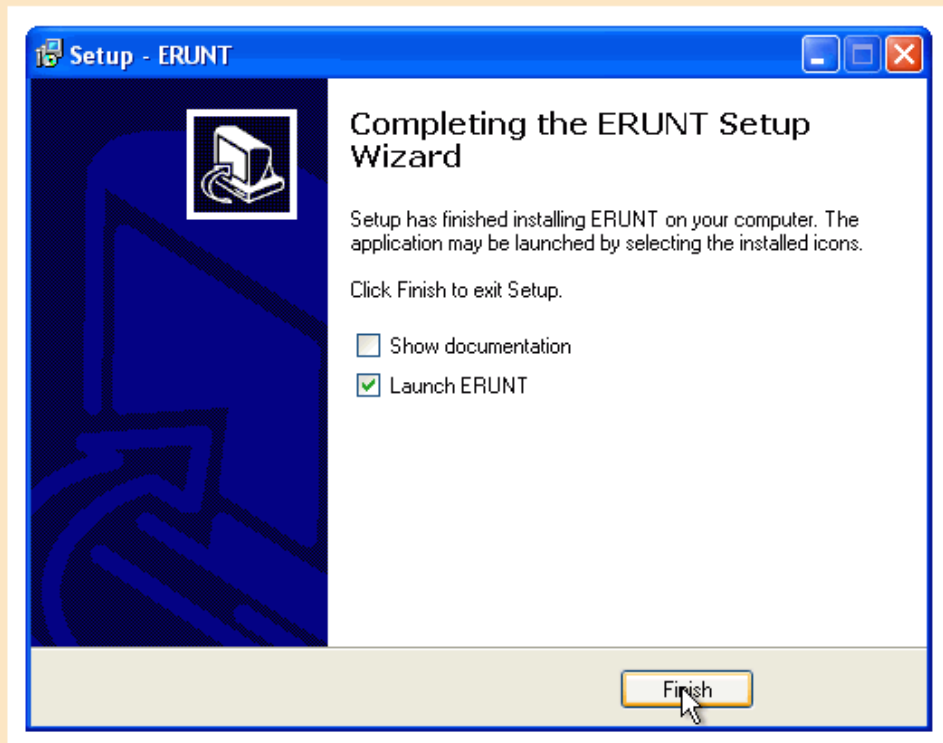 Setup - ERUNT
Completing the ERUNT Setup
Wizard
Setup has finished installing ERUNT on your computer. The
application may be launched by selecting the installed icons.
Click Finish to exit Setup.
Show documentation
Launch ERUNT
Finish